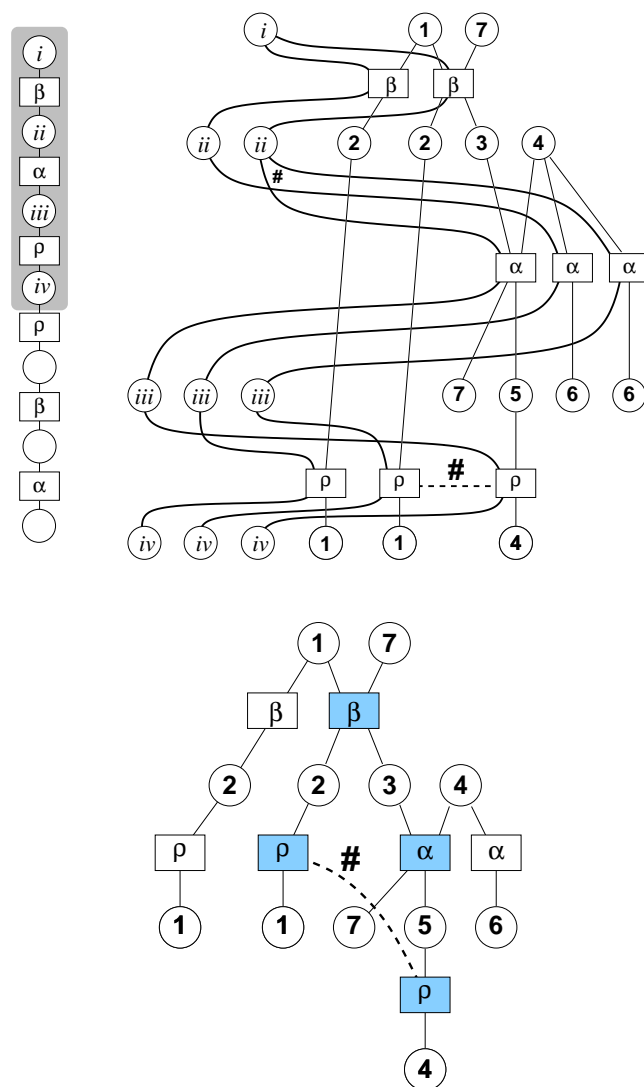 i
β
ii
α
iii
ρ
iv
ρ
β
α
i 1 7
β β
ii ii 2 2 3 4
#
α α α
iii iii iii 7 5 6 6
#
ρ ρ ρ
iv iv iv 1 1 4
1 7
β β
2 2 3 4
ρ ρ # α α
1 1 7 5 6
ρ
4